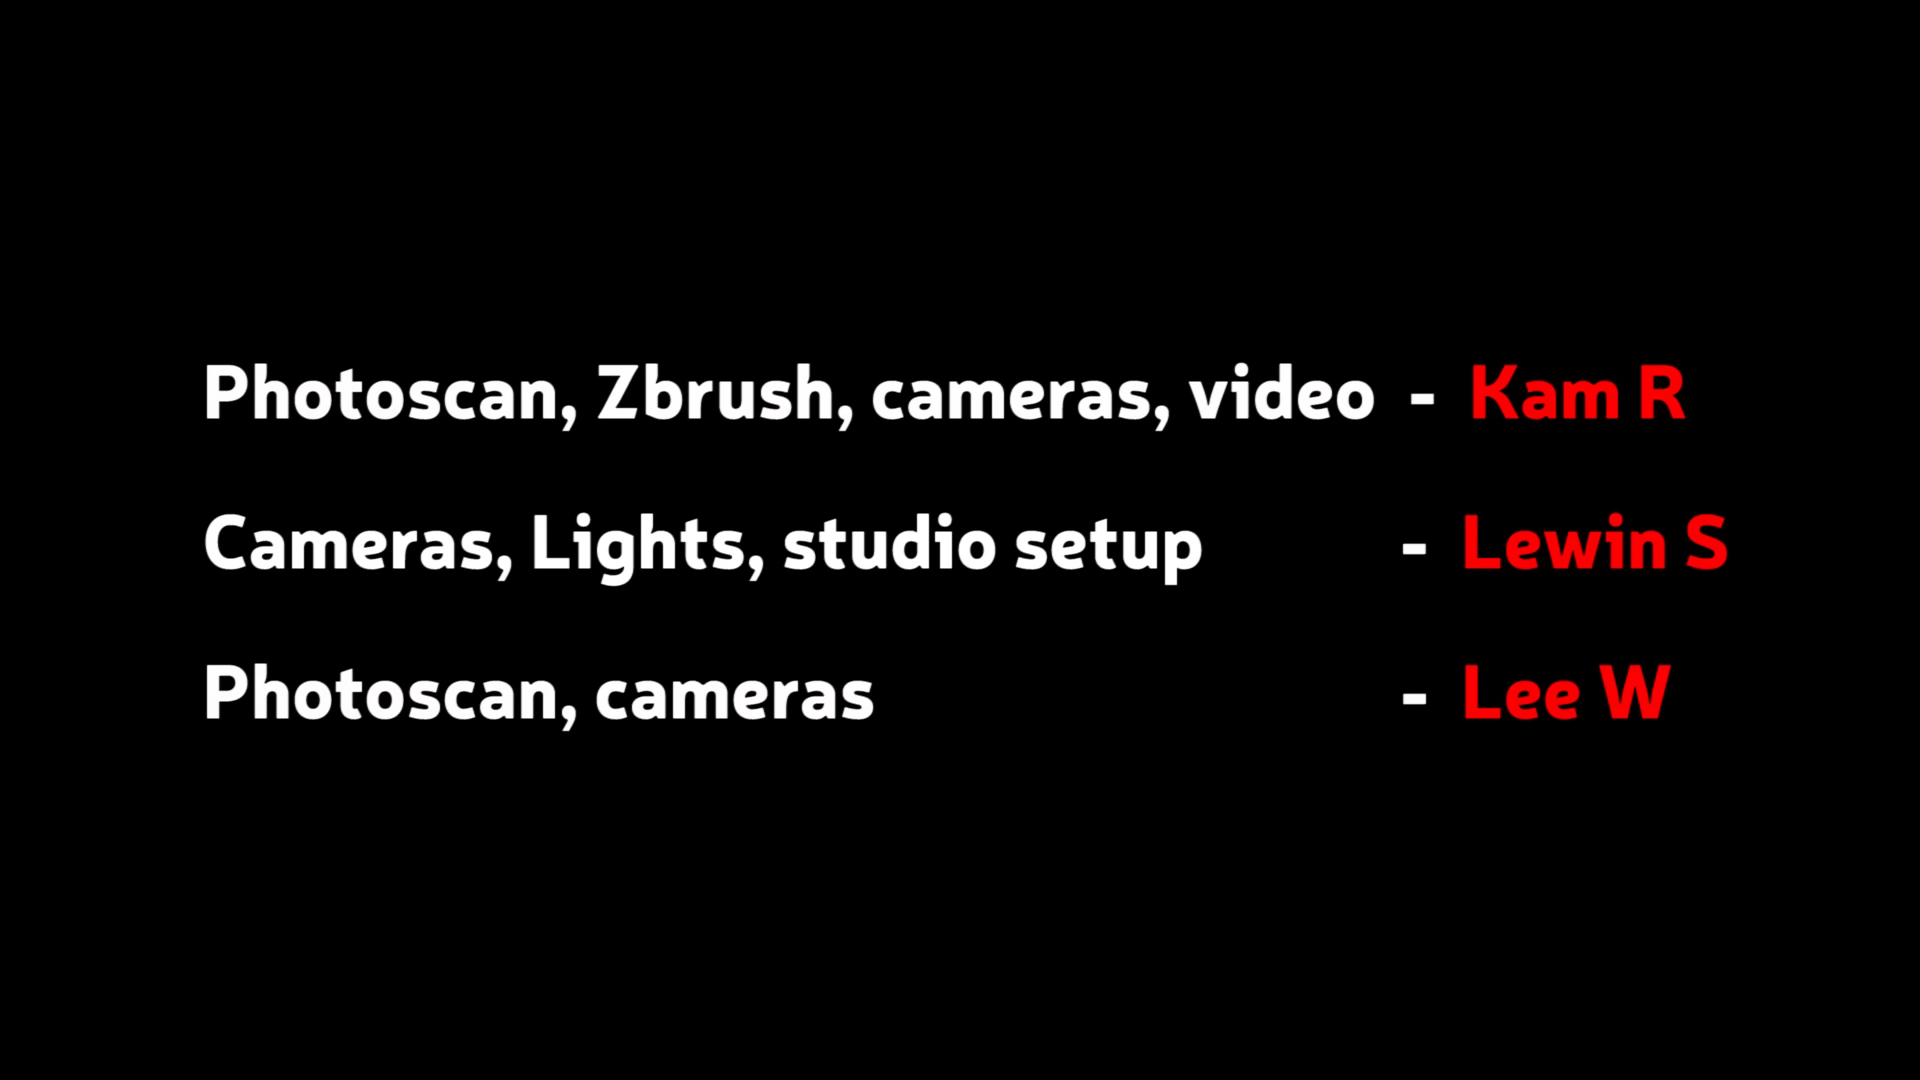 Photoscan, Zbrush, cameras, video - Kam R
Cameras, Lights, studio setup - Lewin S
Photoscan, cameras - Lee W